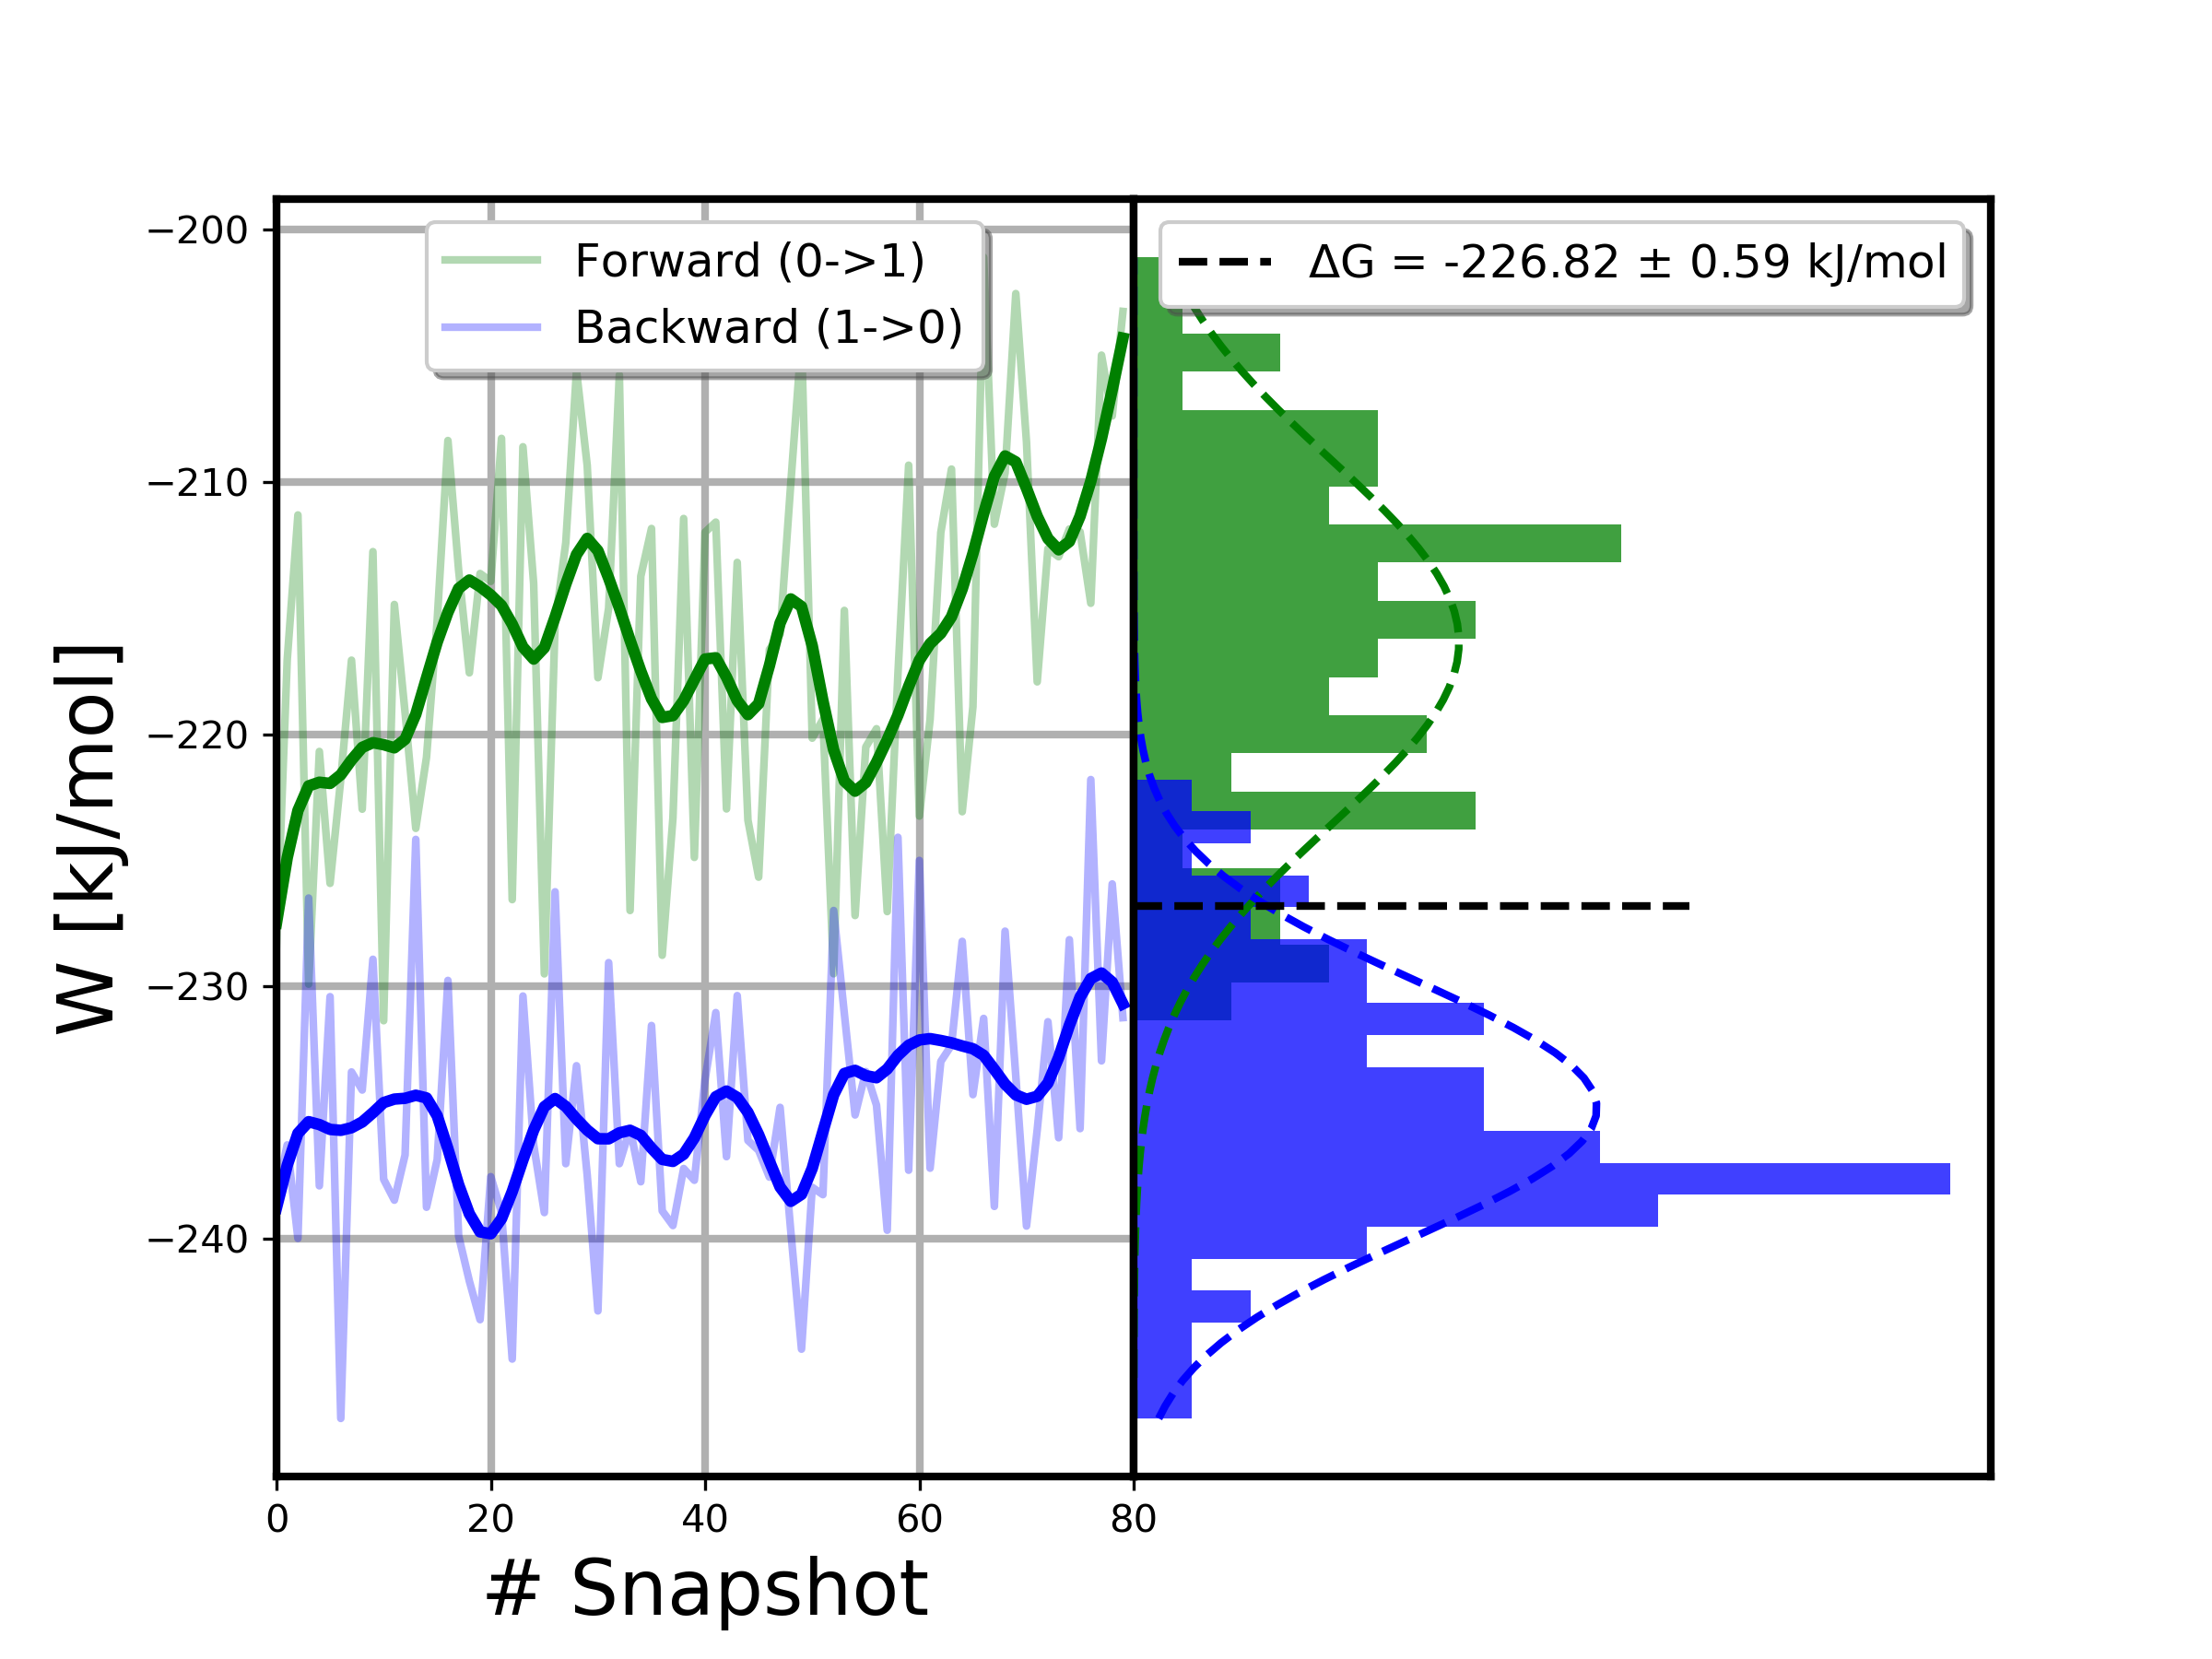 Forward (0->1)
Backward (1->0)
ΔG = -226.82 ± 0.59 kJ/mol
W [kJ/mol]
−200
−210
−220
−230
−240
0 20 40 60 80
# Snapshot